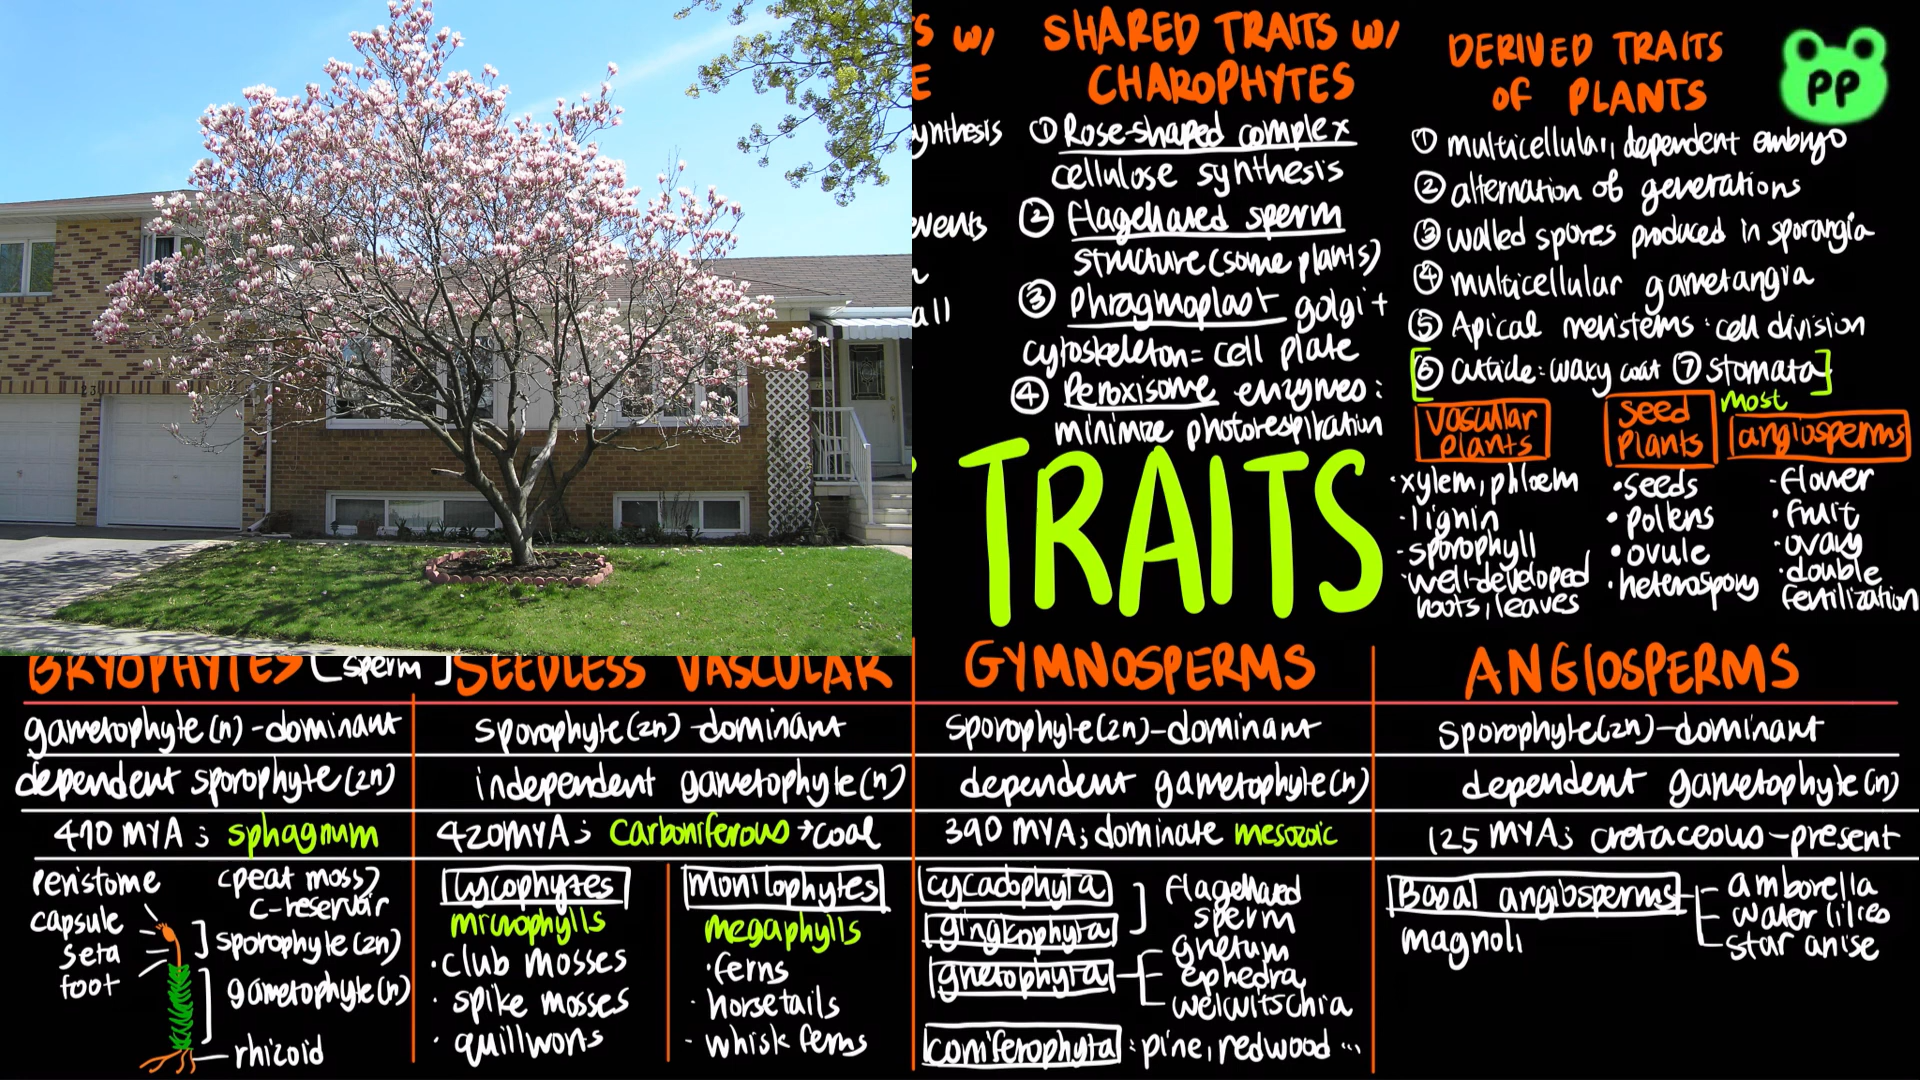 S w/
E
ynthesis
events
n
all
SHARED TRAITS w/
CHAROPHYTES
① Rose-shaped complex
cellulose synthesis
② flagellated sperm
structure (some plants)
③ Phragmoplast golgi +
cytoskeleton = cell plate
④ Peroxisome enzymes :
minimize photorespiration
TRAITS
DERIVED TRAITS
OF PLANTS
PP
① multicellular, dependent embryo
② alternation of generations
③ walled spores produced in sporangia
④ multicellular gametangia
⑤ Apical meristems : cell division
[⑥ cuticle : waxy coat ⑦ stomata]
most
vascular
plants
• xylem, phloem
• lignin
• sporophyll
• well-developed
roots, leaves
seed
plants
• seeds
• pollens
• ovule
• heterospory
angiosperms
- flower
• fruit
• ovary
• double
fertilization
BRYOPHYTES [sperm]
gametophyte (n) - dominant
dependent sporophyte (2n)
470 MYA ; sphagnum
(peat moss)
C-reservoir
peristome
capsule
seta
foot
sporophyte (2n)
gametophyte (n)
rhizoid
SEEDLESS VASCULAR
sporophyte (2n) - dominant
independent gametophyte (n)
420 MYA ; Carboniferous → coal
lycophytes
microphylls
• club mosses
• spike mosses
• quillworts
monilophytes
megaphylls
• ferns
• horsetails
• whisk ferns
GYMNOSPERMS
sporophyte (2n) - dominant
dependent gametophyte (n)
390 MYA ; dominate mesozoic
cycadophyta
gingkophyta
flagellated
sperm
gnetophyta
gnetum
ephedra
welwitschia
coniferophyta : pine, redwood ...
ANGIOSPERMS
sporophyte (2n) - dominant
dependent gametophyte (n)
125 MYA ; cretaceous - present
Basal angiosperms
amborella
water lilies
star anise
magnoli